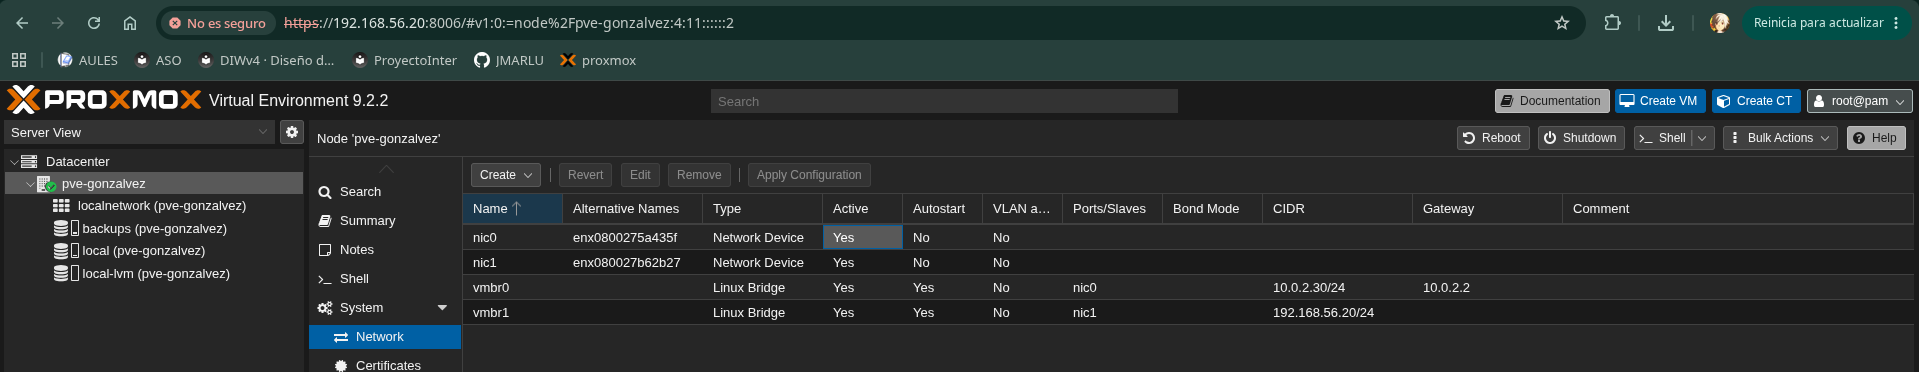 No es seguro https://192.168.56.20:8006/#v1:0:=node%2Fpve-gonzalvez:4:11::::::2 Reinicia para actualizar
AULES ASO DIWv4 · Diseño d... ProyectoInter JMARLU proxmox
PROXMOX Virtual Environment 9.2.2 Search Documentation Create VM Create CT root@pam
Server View
Node 'pve-gonzalvez' Reboot Shutdown Shell Bulk Actions Help
Datacenter
pve-gonzalvez
localnetwork (pve-gonzalvez)
backups (pve-gonzalvez)
local (pve-gonzalvez)
local-lvm (pve-gonzalvez)
Search
Summary
Notes
Shell
System
Network
Certificates
Create Revert Edit Remove Apply Configuration
Name Alternative Names Type Active Autostart VLAN a... Ports/Slaves Bond Mode CIDR Gateway Comment
nic0 enx0800275a435f Network Device Yes No No
nic1 enx080027b62b27 Network Device Yes No No
vmbr0 Linux Bridge Yes Yes No nic0 10.0.2.30/24 10.0.2.2
vmbr1 Linux Bridge Yes Yes No nic1 192.168.56.20/24